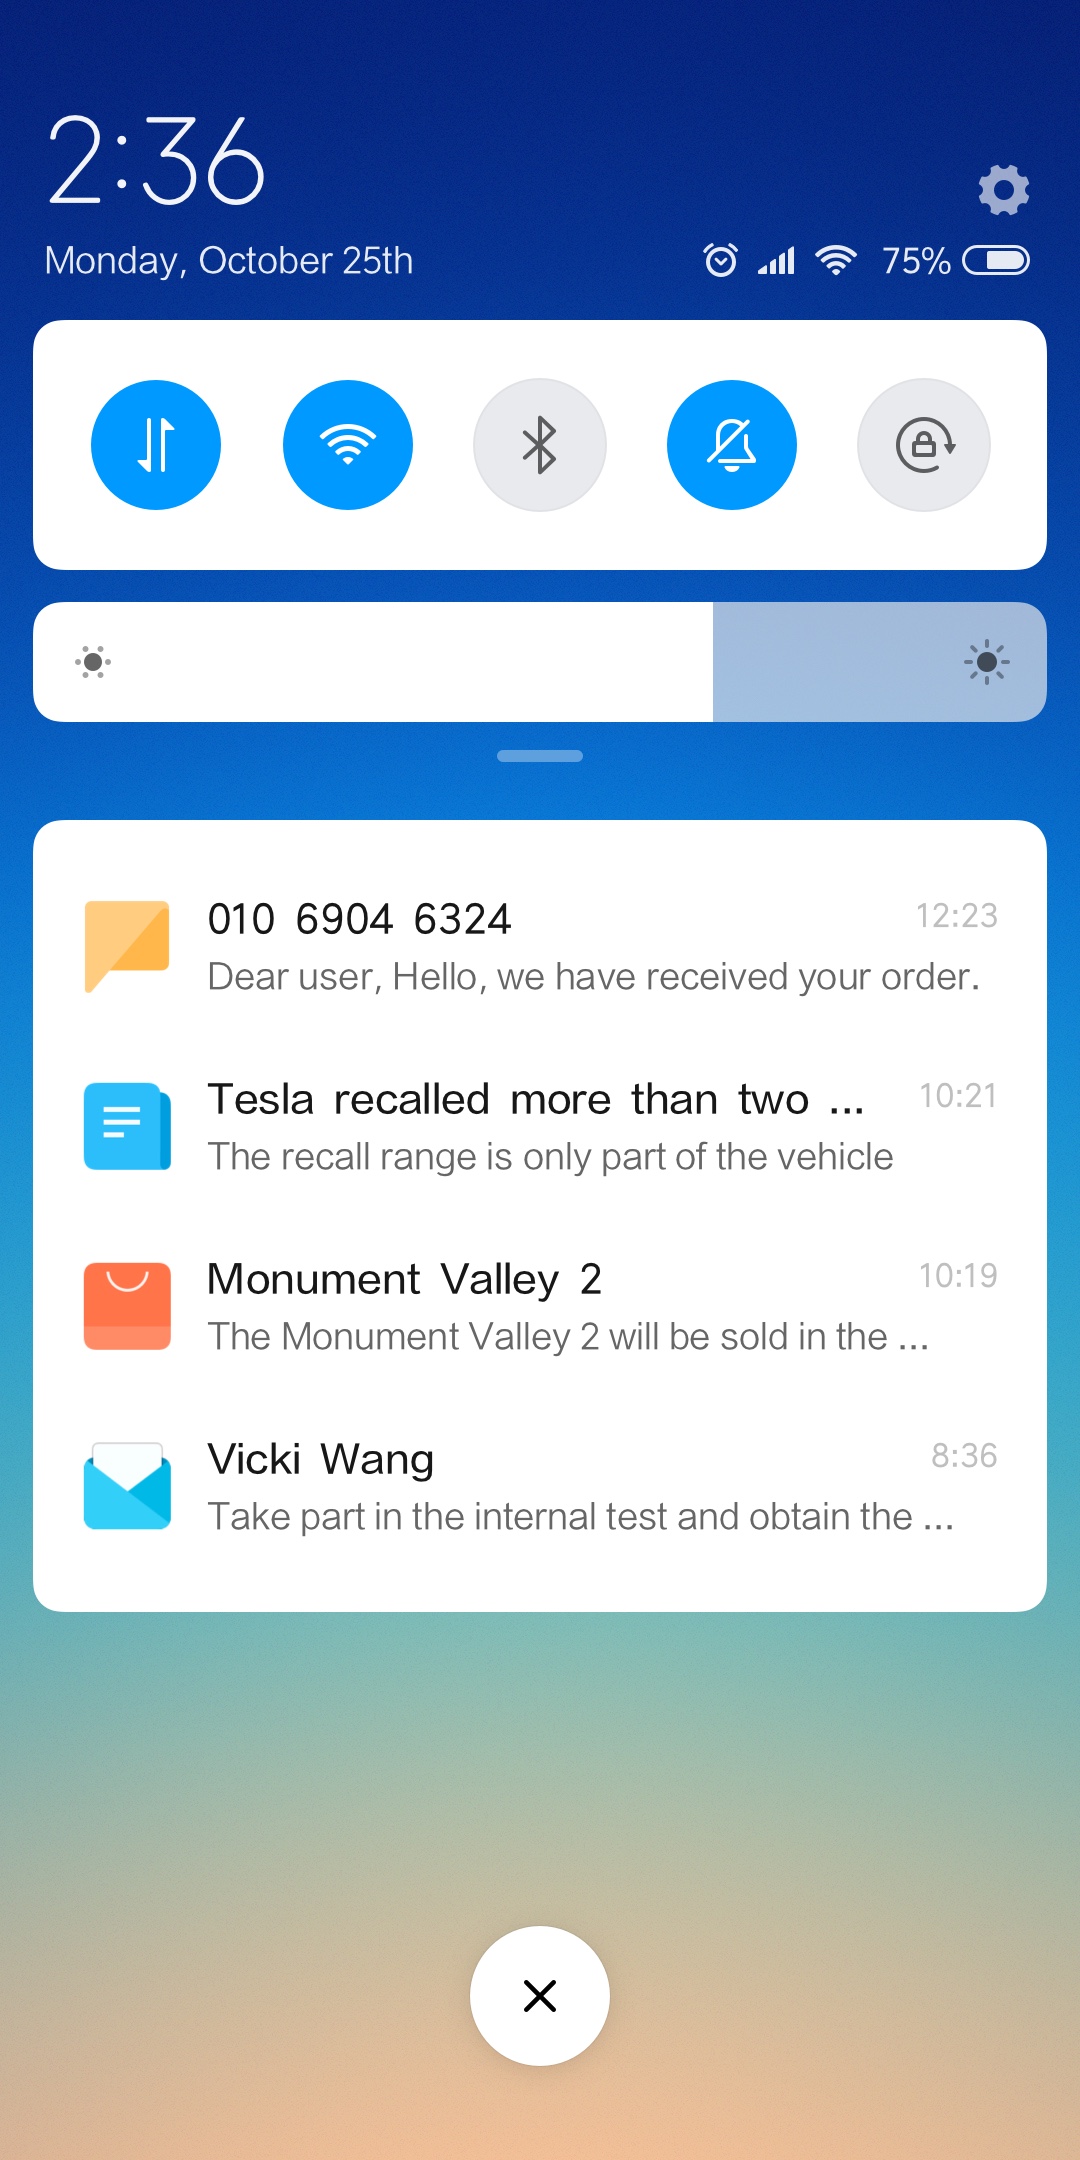 2:36
Monday, October 25th
75%
010 6904 6324
12:23
Dear user, Hello, we have received your order.
Tesla recalled more than two ...
10:21
The recall range is only part of the vehicle
Monument Valley 2
10:19
The Monument Valley 2 will be sold in the ...
Vicki Wang
8:36
Take part in the internal test and obtain the ...